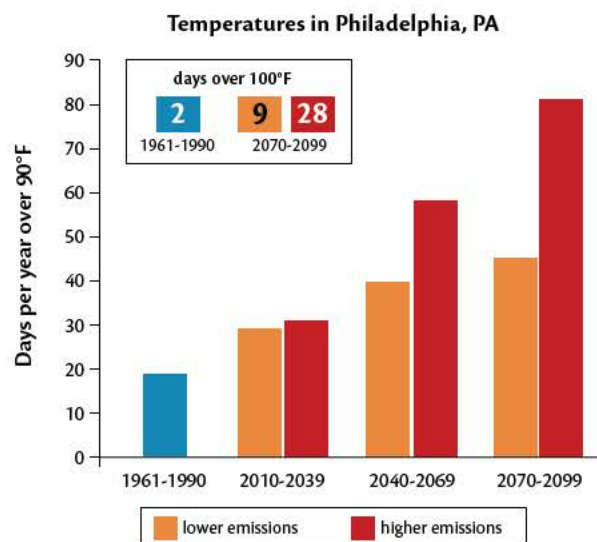 Temperatures in Philadelphia, PA
days over 100°F
2 9 28
1961-1990 2070-2099
Days per year over 90°F
90
80
70
60
50
40
30
20
10
0
1961-1990 2010-2039 2040-2069 2070-2099
lower emissions higher emissions